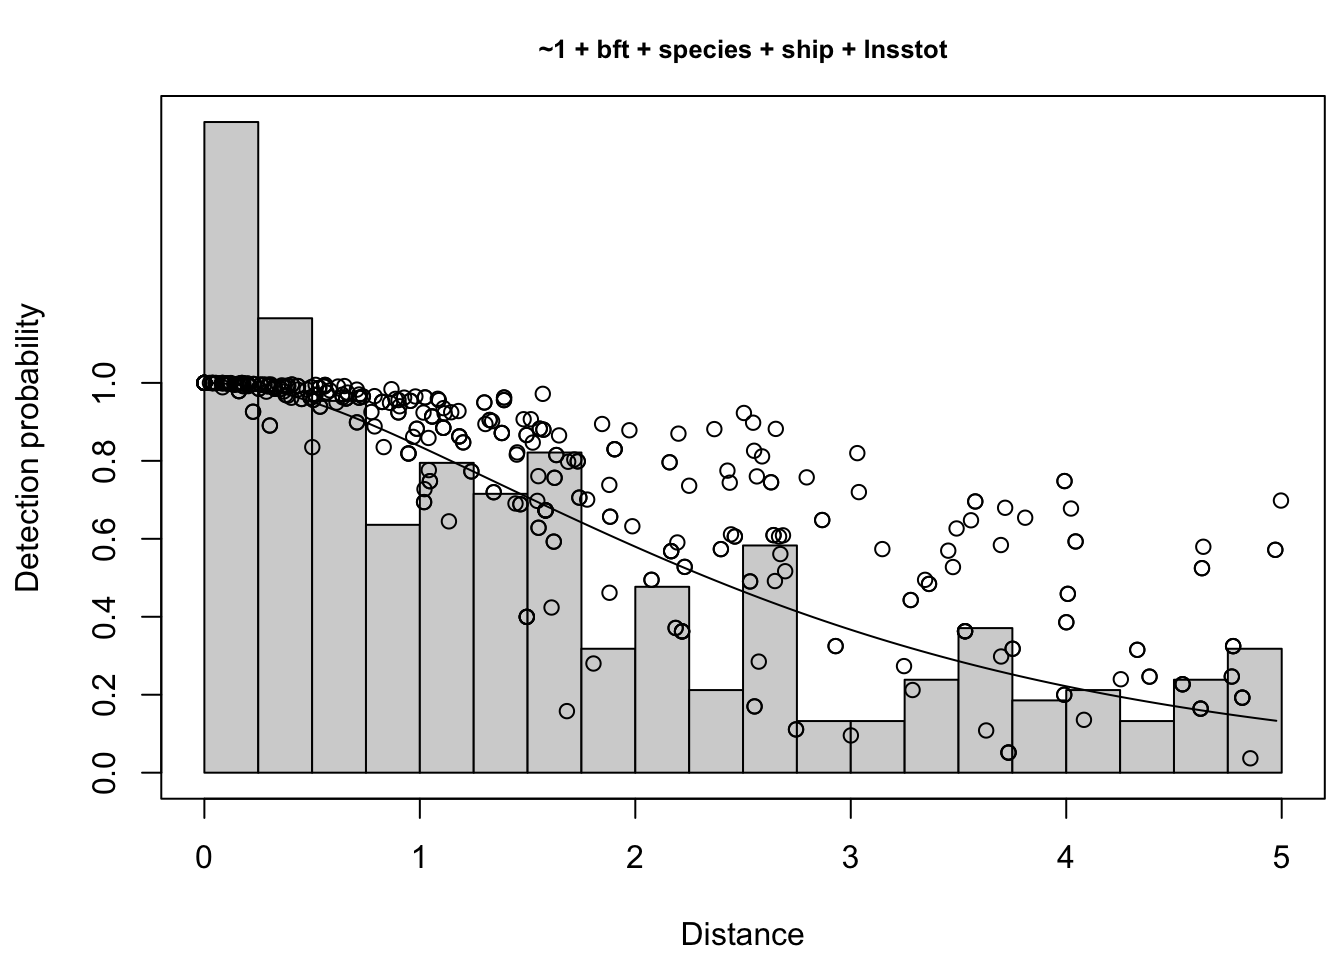 ~1 + bft + species + ship + lnsstot
Detection probability
1.0
0.8
0.6
0.4
0.2
0.0
0 1 2 3 4 5
Distance